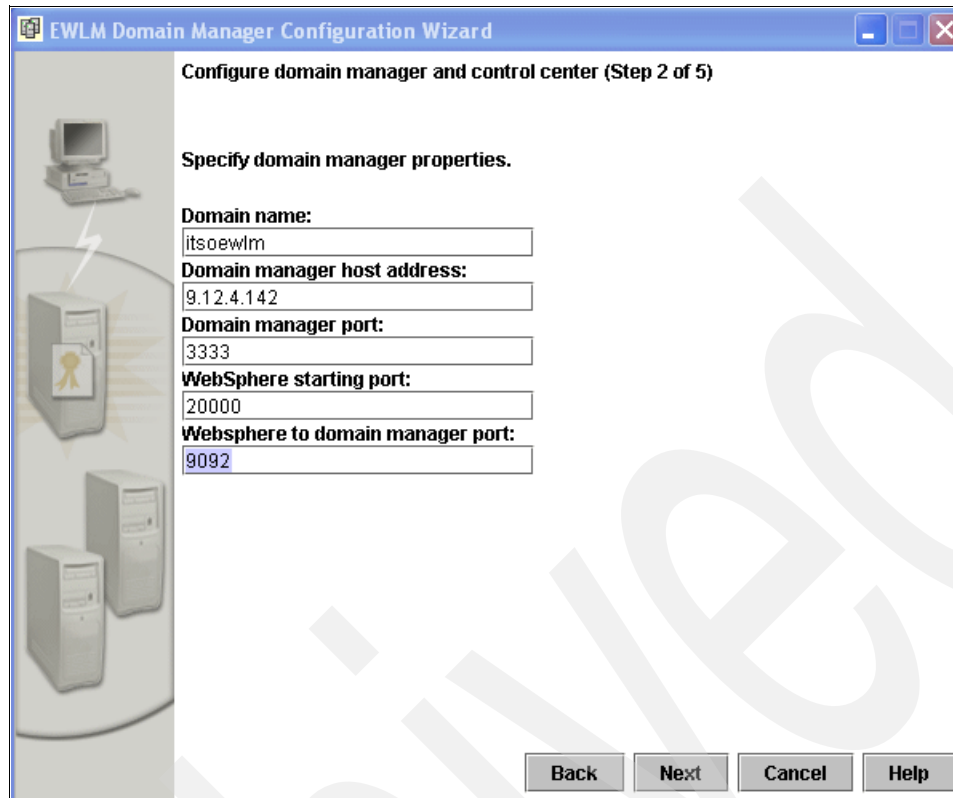 EWLM Domain Manager Configuration Wizard
Configure domain manager and control center (Step 2 of 5)
Specify domain manager properties.
Domain name:
itsoewlm
Domain manager host address:
9.12.4.142
Domain manager port:
3333
WebSphere starting port:
20000
Websphere to domain manager port:
9092
Back Next Cancel Help